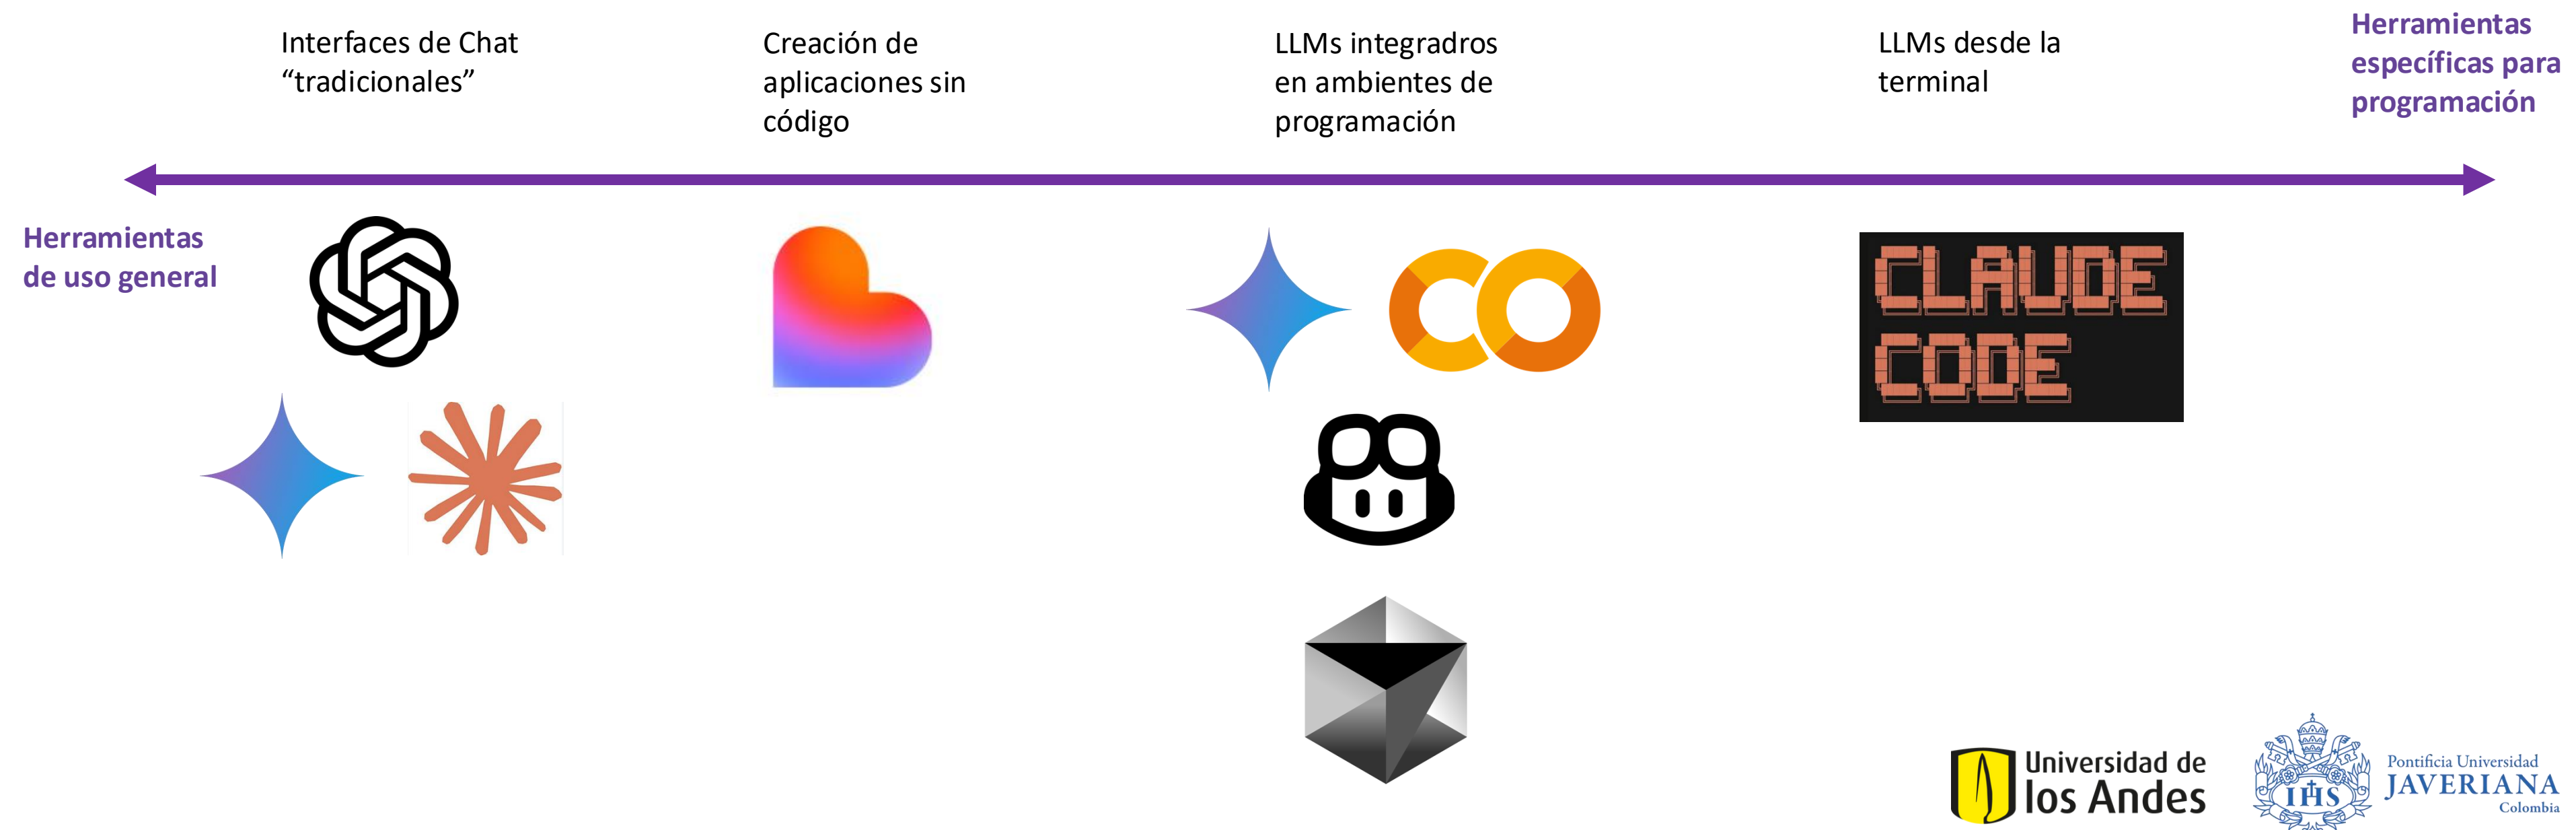 Interfaces de Chat
“tradicionales”
Creación de
aplicaciones sin
código
LLMs integradros
en ambientes de
programación
LLMs desde la
terminal
Herramientas
específicas para
programación
Herramientas
de uso general
CO
CLAUDE
CODE
Universidad de
los Andes
IHS
Pontificia Universidad
JAVERIANA
Colombia